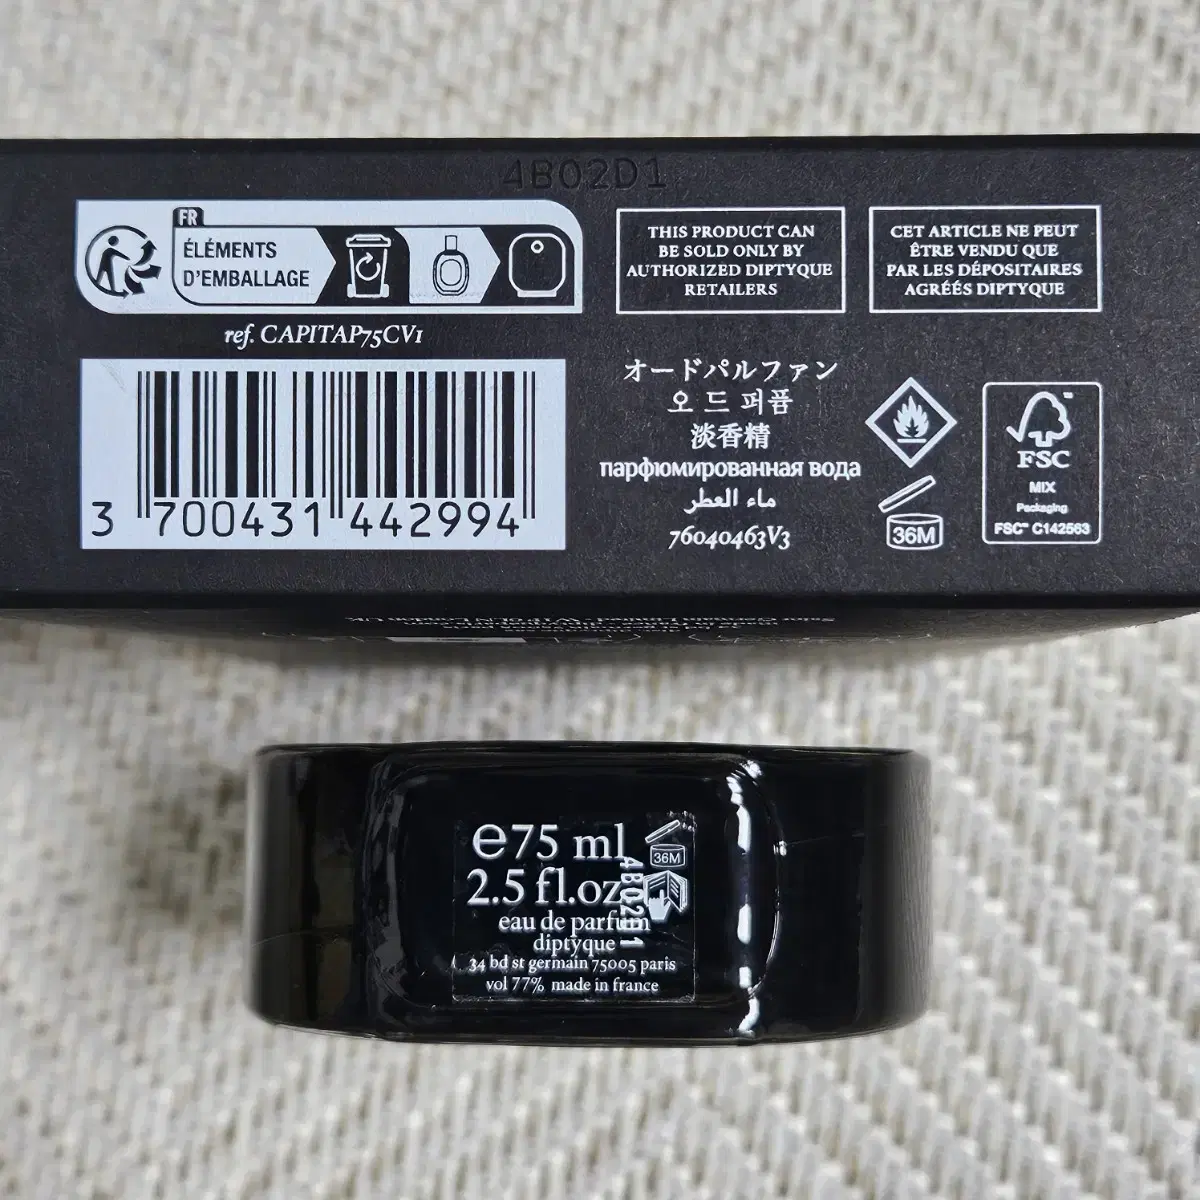 4B02D1
FR
ÉLÉMENTS
D'EMBALLAGE
ref. CAPITAP75CV1
3 700431 442994
THIS PRODUCT CAN
BE SOLD ONLY BY
AUTHORIZED DIPTYQUE
RETAILERS
CET ARTICLE NE PEUT
ÊTRE VENDU QUE
PAR LES DÉPOSITAIRES
AGRÉÉS DIPTYQUE
オードパルファン
오 드 퍼퓸
淡香精
парфюмированная вода
ماء العطر
76040463V3
36M
FSC™
MIX
Packaging
FSC™ C142563
e75 ml
36M
2.5 fl.oz
4B02D1
eau de parfum
diptyque
34 bd st germain 75005 paris
vol 77% made in france